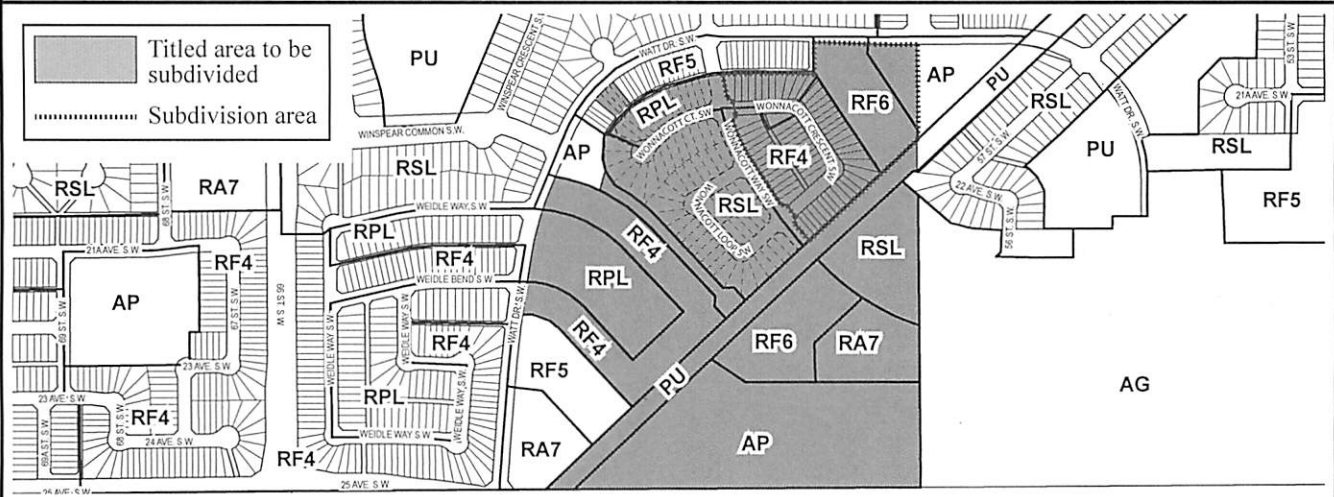 Titled area to be
subdivided
Subdivision area
PU
WINSPEAR CRESCENT S.W.
WATT DR. S.W.
RF5
WINSPEAR COMMON S.W.
RPL
WONNACOTT CT. SW
WONNACOTT WAY SW
WONNACOTT CRESCENT SW
RF4
RSL
WONNACOTT LOOP SW
RF6
AP
PU
PU
RSL
57 ST. S.W
WATT DR. S.W.
PU
22 AVE. S.W
56 ST. S.W
53 ST. S.W
21A AVE. S.W
RSL
RF5
AP
RSL
RSL
RA7
68 ST. S.W
WEIDLE WAY, S.W
RPL
RF4
WEIDLE BEND S.W
21A AVE. S.W
RF4
67 ST. S.W
66 ST. S.W
69 ST. S.W
AP
23 AVE. S.W
WEIDLE WAY S.W
WEIDLE WAY S.W
RF4
RPL
WEIDLE WAY, S.W
WEIDLE WAY S.W
WATT DR. S.W.
RF4
RPL
RF4
RSL
RF6
RA7
RF5
PU
AG
AP
RA7
23 AVE. S.W
RF4
68 ST. S.W
69A ST. S.W
24 AVE. S.W
RF4
25 AVE. S.W
25 AVE. S.W